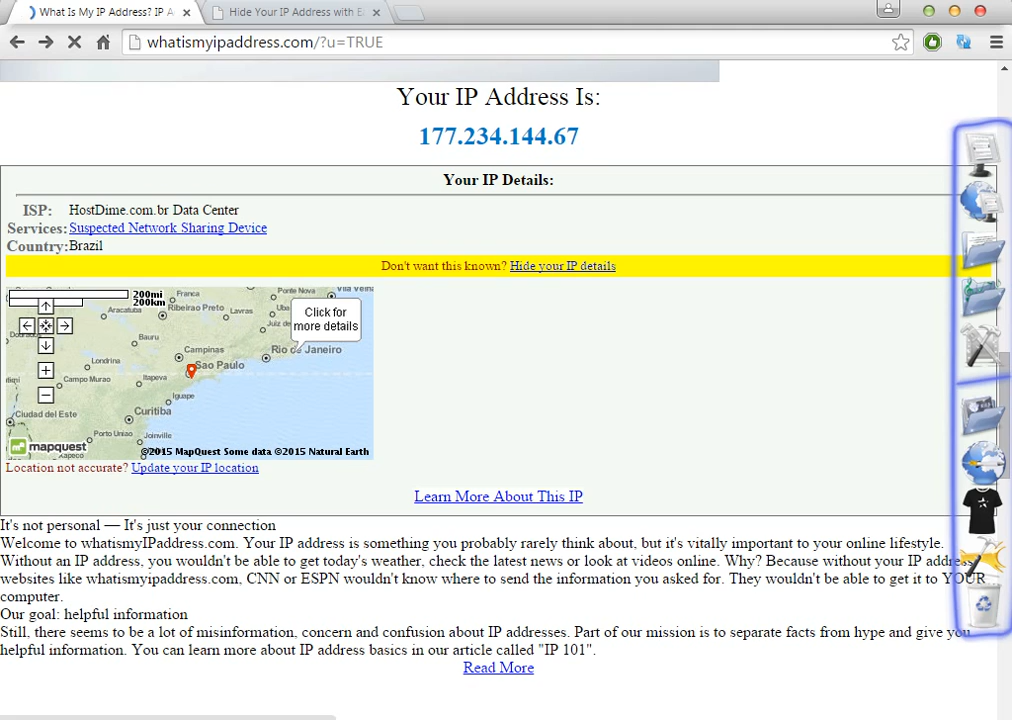 What Is My IP Address? IP A
Hide Your IP Address with E
whatismyipaddress.com/?u=TRUE
Your IP Address Is:
177.234.144.67
Your IP Details:
ISP: HostDime.com.br Data Center
Services: Suspected Network Sharing Device
Country: Brazil
Don't want this known? Hide your IP details
200mi
200km
Franca
Ponte Nova
Vila Velha
Aracatuba
Ribeirao Preto
Lavras
Uba
Click for
more details
Juiz de
Bauru
Rio de Janeiro
Londrina
Campinas
Campo Murao
Itapeva
Sao Paulo
Iguape
Ciudad del Este
Curitiba
Porto Uniao
Joinville
mapquest
©2015 MapQuest Some data ©2015 Natural Earth
Location not accurate? Update your IP location
Learn More About This IP
It's not personal — It's just your connection
Welcome to whatismyIPaddress.com. Your IP address is something you probably rarely think about, but it's vitally important to your online lifestyle.
Without an IP address, you wouldn't be able to get today's weather, check the latest news or look at videos online. Why? Because without your IP address
websites like whatismyipaddress.com, CNN or ESPN wouldn't know where to send the information you asked for. They wouldn't be able to get it to YOUR
computer.
Our goal: helpful information
Still, there seems to be a lot of misinformation, concern and confusion about IP addresses. Part of our mission is to separate facts from hype and give you
helpful information. You can learn more about IP address basics in our article called "IP 101".
Read More